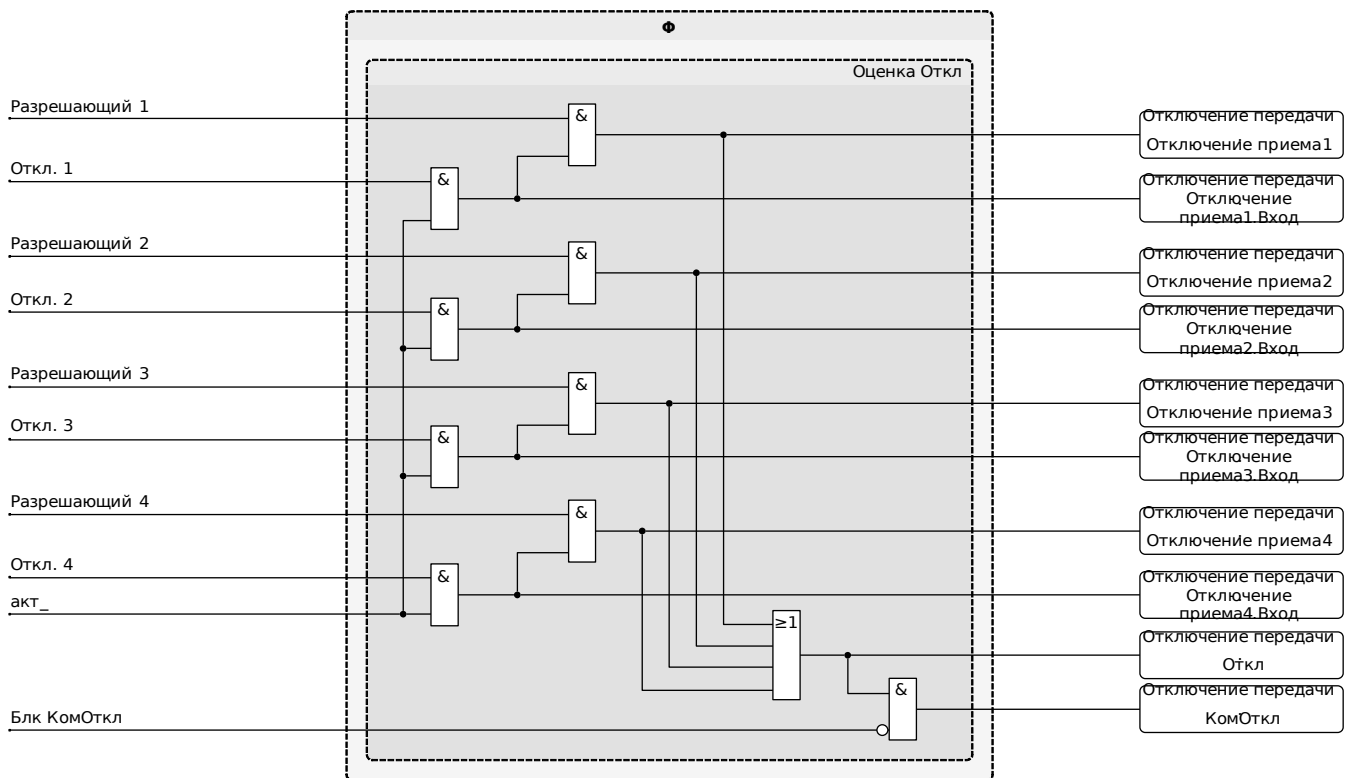 Φ
Оценка Откл
Разрешающий 1
&
Отключение передачи
Отключение приема1
Откл. 1
&
Отключение передачи
Отключение
приема1.Вход
Разрешающий 2
&
Отключение передачи
Отключение приема2
Откл. 2
&
Отключение передачи
Отключение
приема2.Вход
Разрешающий 3
&
Отключение передачи
Отключение приема3
Откл. 3
&
Отключение передачи
Отключение
приема3.Вход
Разрешающий 4
&
Отключение передачи
Отключение приема4
Откл. 4
&
Отключение передачи
Отключение
приема4.Вход
акт_
≥1
Отключение передачи
Откл
&
Отключение передачи
КомОткл
Блк КомОткл